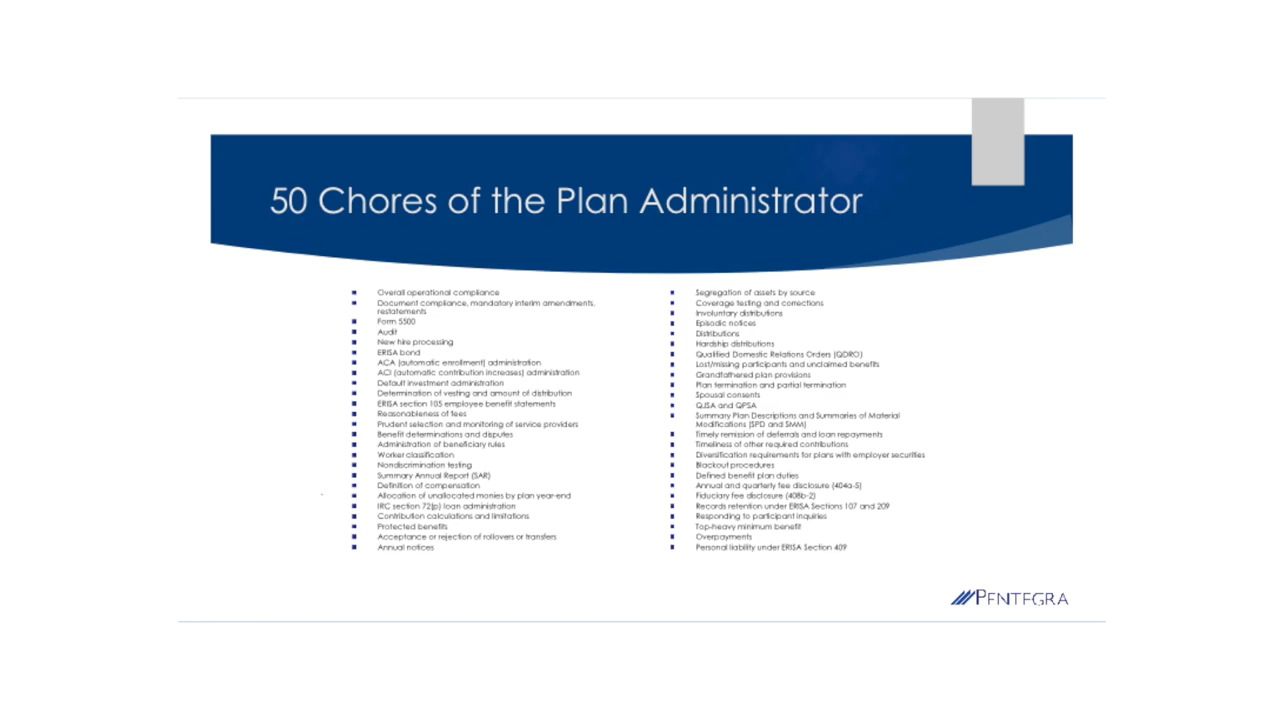 50 Chores of the Plan Administrator
Overall operational compliance
Document compliance, mandatory interim amendments,
restatements
Form 5500
Audit
New hire processing
ERISA bond
ACA (automatic enrollment) administration
ACI (automatic contribution increases) administration
Default investment administration
Determination of vesting and amount of distribution
ERISA section 105 employee benefit statements
Reasonableness of fees
Prudent selection and monitoring of service providers
Benefit determinations and disputes
Administration of beneficiary rules
Worker classification
Nondiscrimination testing
Summary Annual Report (SAR)
Definition of compensation
Allocation of unallocated monies by plan year-end
IRC section 72(p) loan administration
Contribution calculations and limitations
Protected benefits
Acceptance or rejection of rollovers or transfers
Annual notices
Segregation of assets by source
Coverage testing and corrections
Involuntary distributions
Episodic notices
Distributions
Hardship distributions
Qualified Domestic Relations Orders (QDRO)
Lost/missing participants and unclaimed benefits
Grandfathered plan provisions
Plan termination and partial termination
Spousal consents
QJSA and QPSA
Summary Plan Descriptions and Summaries of Material
Modifications (SPD and SMM)
Timely remission of deferrals and loan repayments
Timeliness of other required contributions
Diversification requirements for plans with employer securities
Blackout procedures
Defined benefit plan duties
Annual and quarterly fee disclosure (404a-5)
Fiduciary fee disclosure (408b-2)
Records retention under ERISA Sections 107 and 209
Responding to participant inquiries
Top-heavy minimum benefit
Overpayments
Personal liability under ERISA Section 409
PENTEGRA